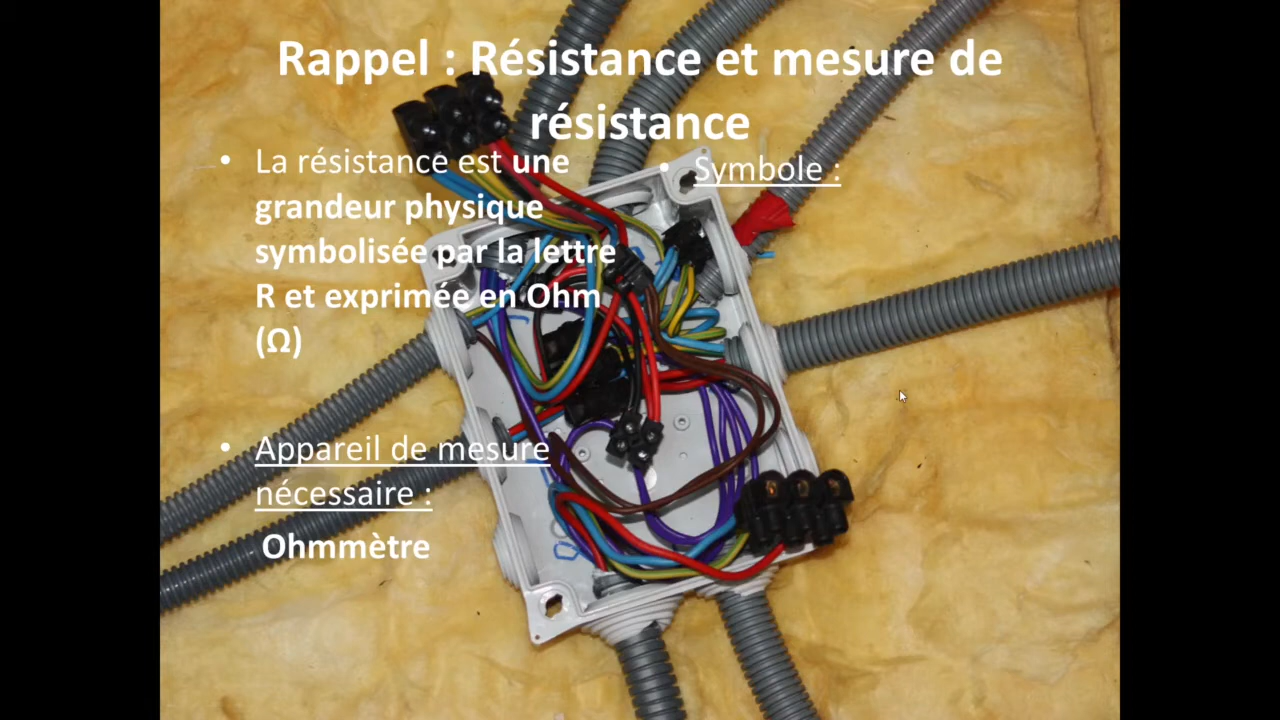 Rappel : Résistance et mesure de
résistance
• La résistance est une
grandeur physique
symbolisée par la lettre
R et exprimée en Ohm
(Ω)
• Appareil de mesure
nécessaire :
Ohmmètre
• Symbole :